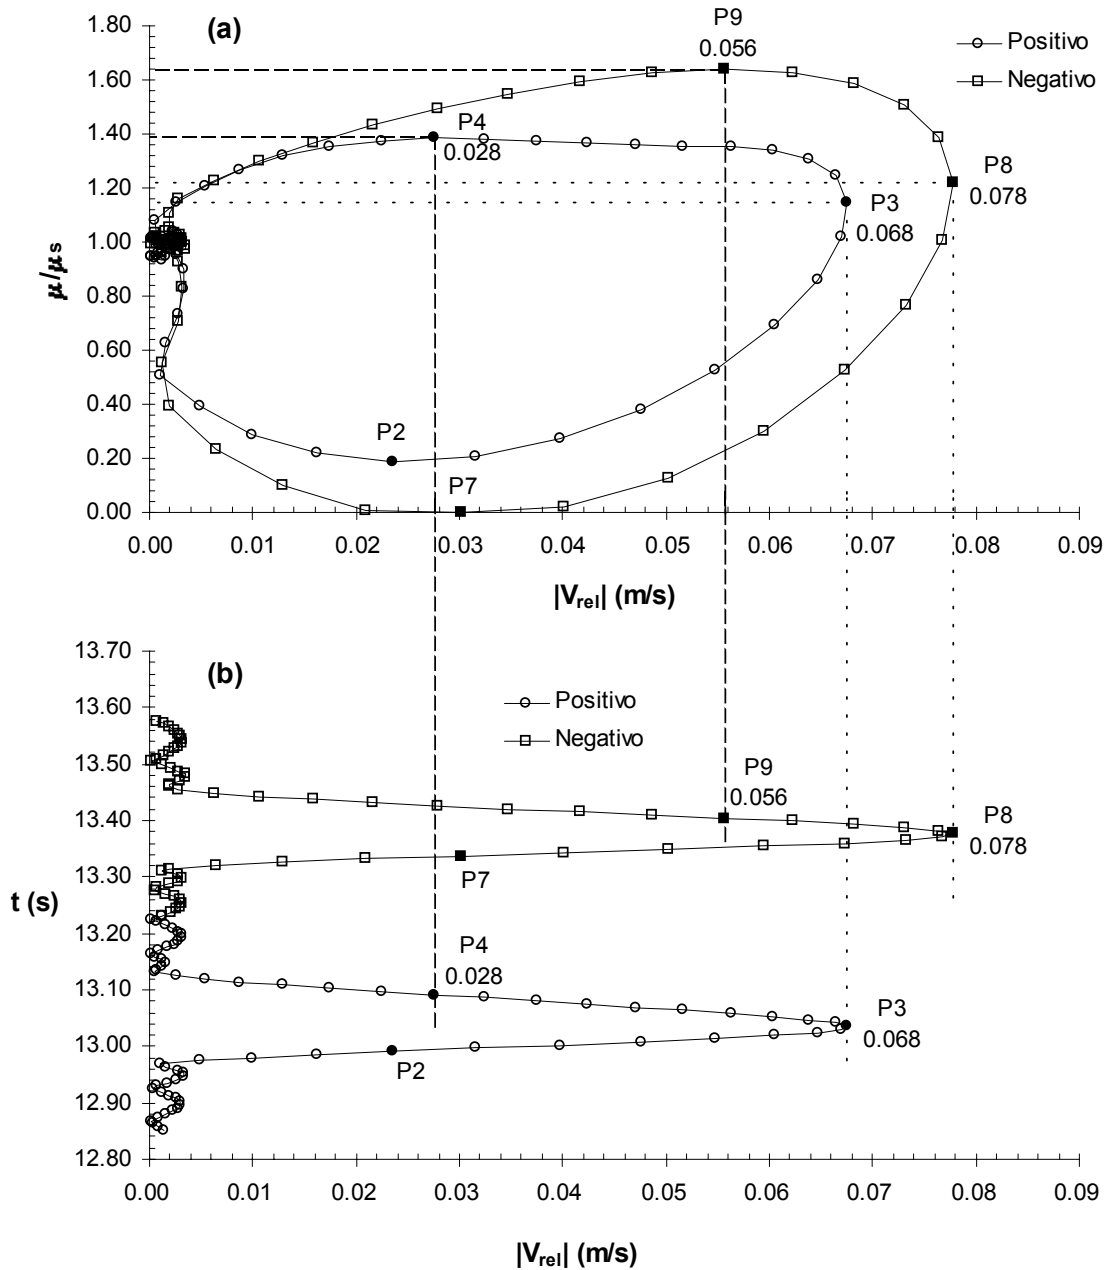 (a)
P9
0.056
Positivo
Negativo
1.80
1.60
1.40
1.20
1.00
0.80
0.60
0.40
0.20
0.00
μ/μs
P4
0.028
P8
0.078
P3
0.068
P2
P7
0.00 0.01 0.02 0.03 0.04 0.05 0.06 0.07 0.08 0.09
|Vrel| (m/s)
(b)
Positivo
Negativo
13.70
13.60
13.50
13.40
13.30
13.20
13.10
13.00
12.90
12.80
t (s)
P9
0.056
P8
0.078
P7
P4
0.028
P3
0.068
P2
0.00 0.01 0.02 0.03 0.04 0.05 0.06 0.07 0.08 0.09
|Vrel| (m/s)